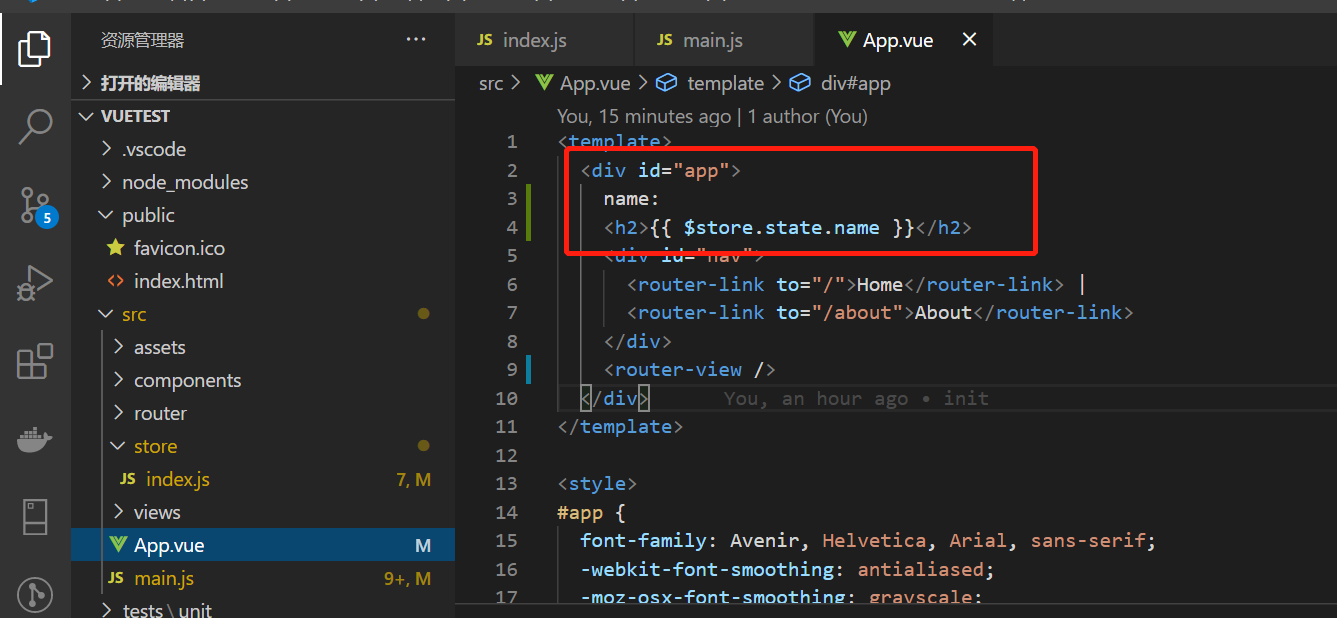 资源管理器 ...
打开的编辑器
VUETEST
.vscode
node_modules
public
favicon.ico
index.html
src
assets
components
router
store
JS index.js 7, M
views
App.vue M
JS main.js 9+, M
tests \ unit
5
JS index.js
JS main.js
App.vue
src > App.vue > template > div#app
You, 15 minutes ago | 1 author (You)
1 <template>
2 <div id="app">
3 name:
4 <h2>{{ $store.state.name }}</h2>
5 <div id="nav">
6 <router-link to="/">Home</router-link> |
7 <router-link to="/about">About</router-link>
8 </div>
9 <router-view />
10 </div> You, an hour ago • init
11 </template>
12
13 <style>
14 #app {
15 font-family: Avenir, Helvetica, Arial, sans-serif;
16 -webkit-font-smoothing: antialiased;
17 -moz-osx-font-smoothing: grayscale;